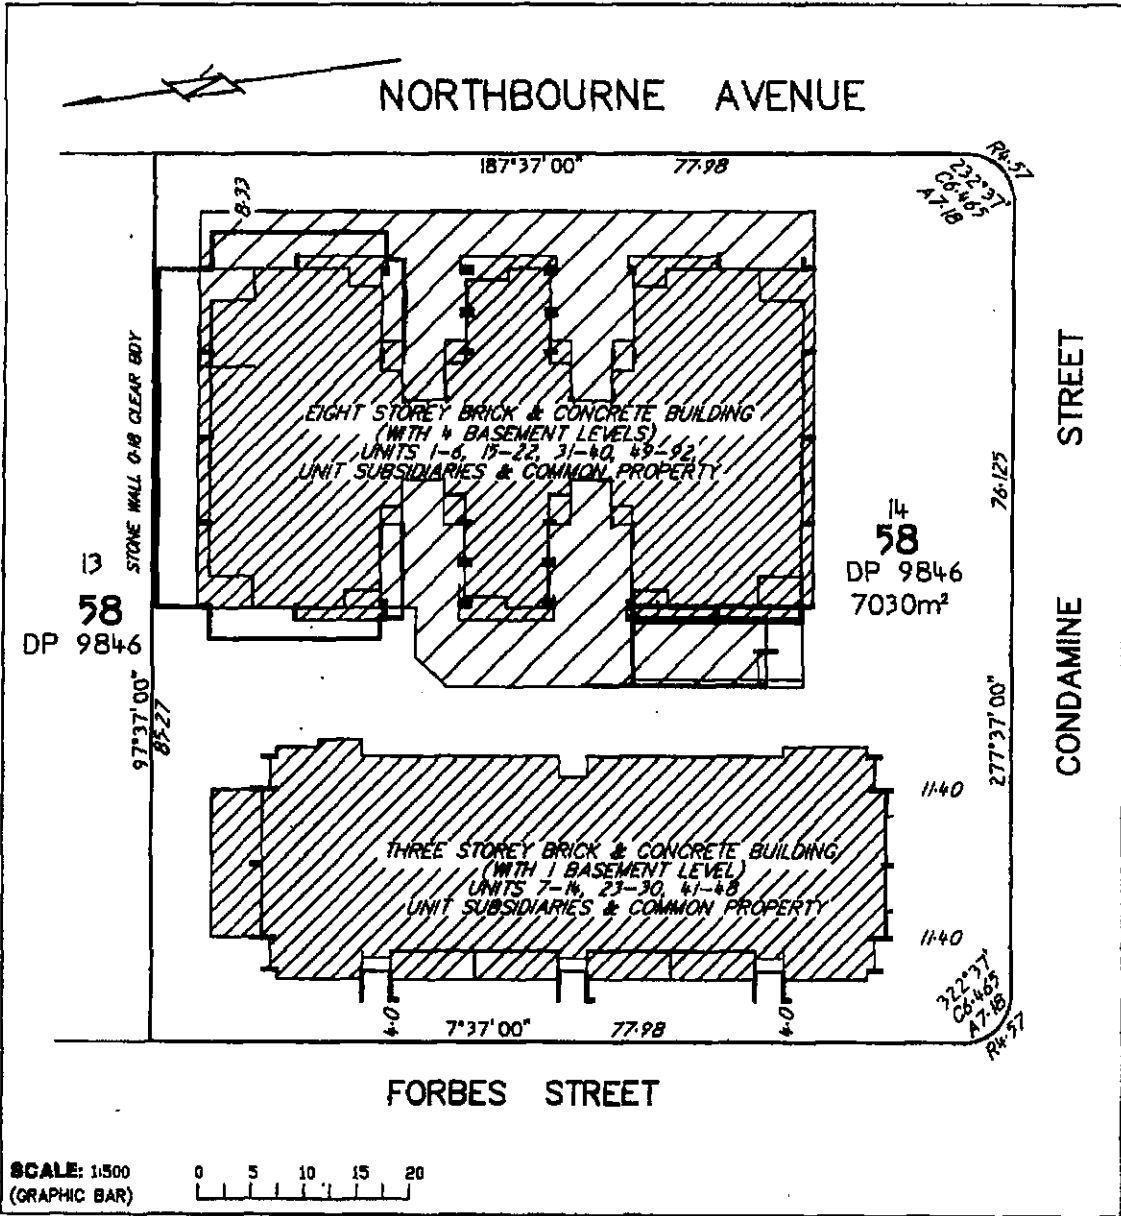 NORTHBOURNE AVENUE
187°37'00" 77·98
R4·57
232°37'
C6·465
A7·18
8·33
STONE WALL 0·18 CLEAR BDY
EIGHT STOREY BRICK & CONCRETE BUILDING
(WITH 4 BASEMENT LEVELS)
UNITS 1-6, 15-22, 31-40, 49-92,
UNIT SUBSIDIARIES & COMMON PROPERTY
13
58
DP 9846
14
58
DP 9846
7030m²
CONDAMINE STREET
76·125
277°37'00"
97°37'00"
85·27
11·40
THREE STOREY BRICK & CONCRETE BUILDING
(WITH 1 BASEMENT LEVEL)
UNITS 7-14, 23-30, 41-48
UNIT SUBSIDIARIES & COMMON PROPERTY
11·40
322°37'
C6·465
A7·18
R4·57
4·0
7°37'00" 77·98
4·0
FORBES STREET
SCALE: 1:500
(GRAPHIC BAR)
0 5 10 15 20